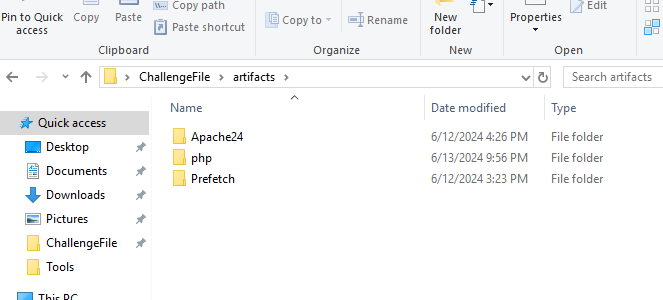 Pin to Quick access
Copy
Paste
Copy path
Paste shortcut
Clipboard
Copy to
Rename
Organize
New folder
New
Properties
Edit
Open
ChallengeFile
artifacts
Search artifacts
Name
Date modified
Type
Quick access
Desktop
Documents
Downloads
Pictures
ChallengeFile
Tools
This PC
Apache24 6/12/2024 4:26 PM File folder
php 6/13/2024 9:56 PM File folder
Prefetch 6/12/2024 3:23 PM File folder